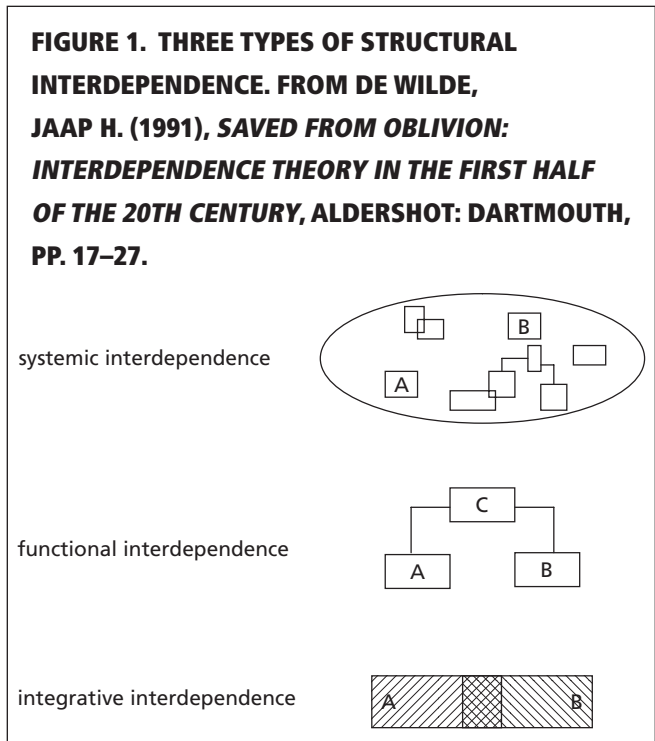 FIGURE 1. THREE TYPES OF STRUCTURAL
INTERDEPENDENCE. FROM DE WILDE,
JAAP H. (1991), SAVED FROM OBLIVION:
INTERDEPENDENCE THEORY IN THE FIRST HALF
OF THE 20TH CENTURY, ALDERSHOT: DARTMOUTH,
PP. 17–27.
systemic interdependence
B
A
functional interdependence
C
A
B
integrative interdependence
A
B